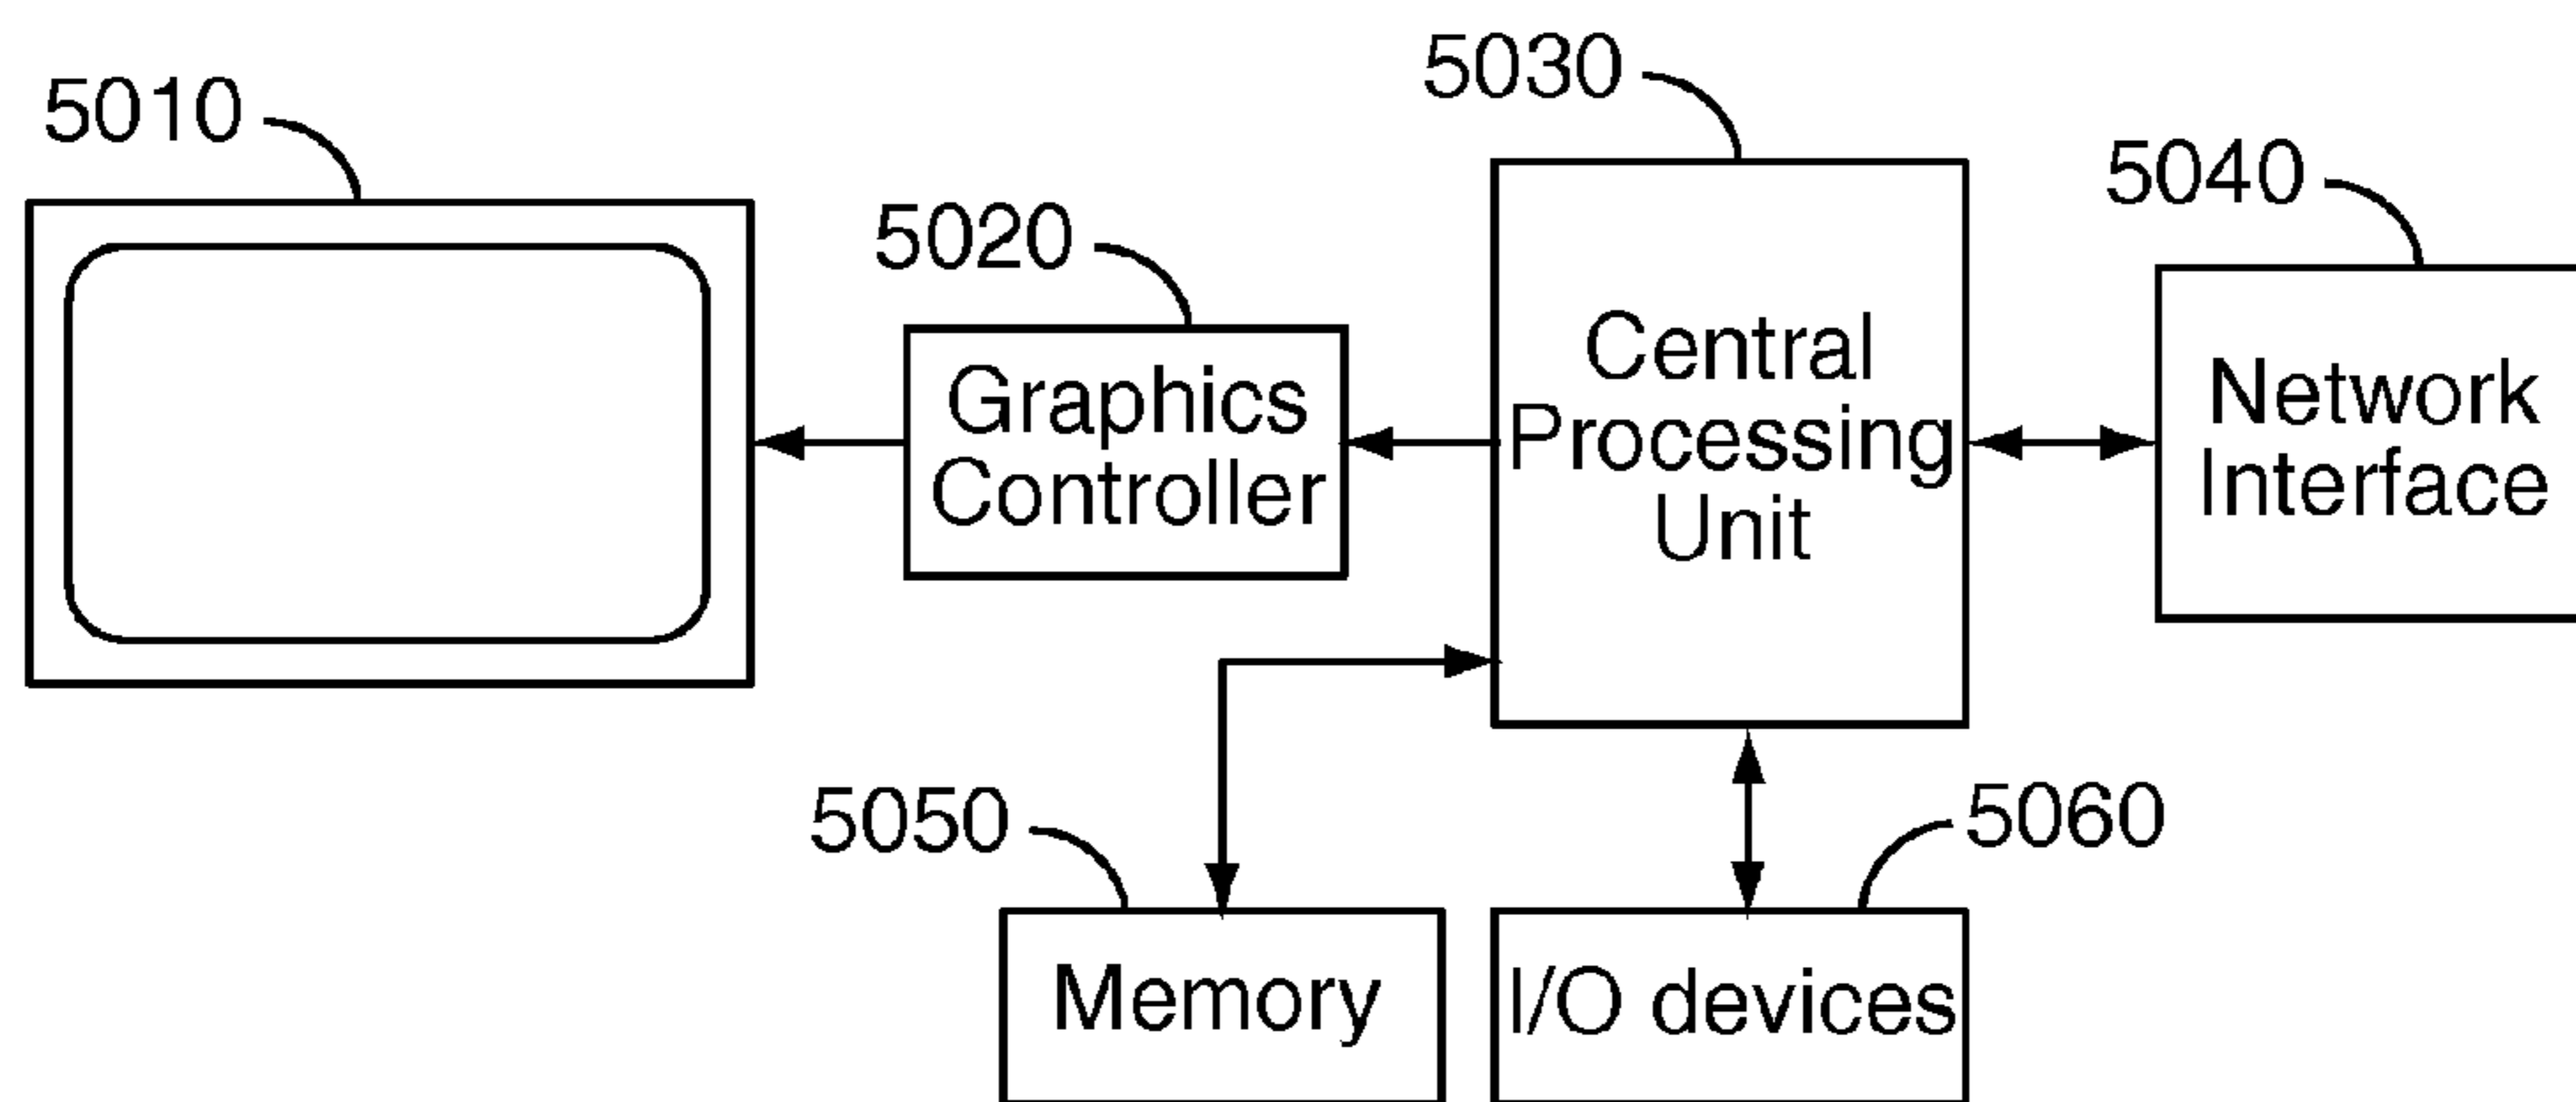 5010
5020
Graphics
Controller
5030
Central
Processing
Unit
5040
Network
Interface
5050
Memory
5060
I/O devices